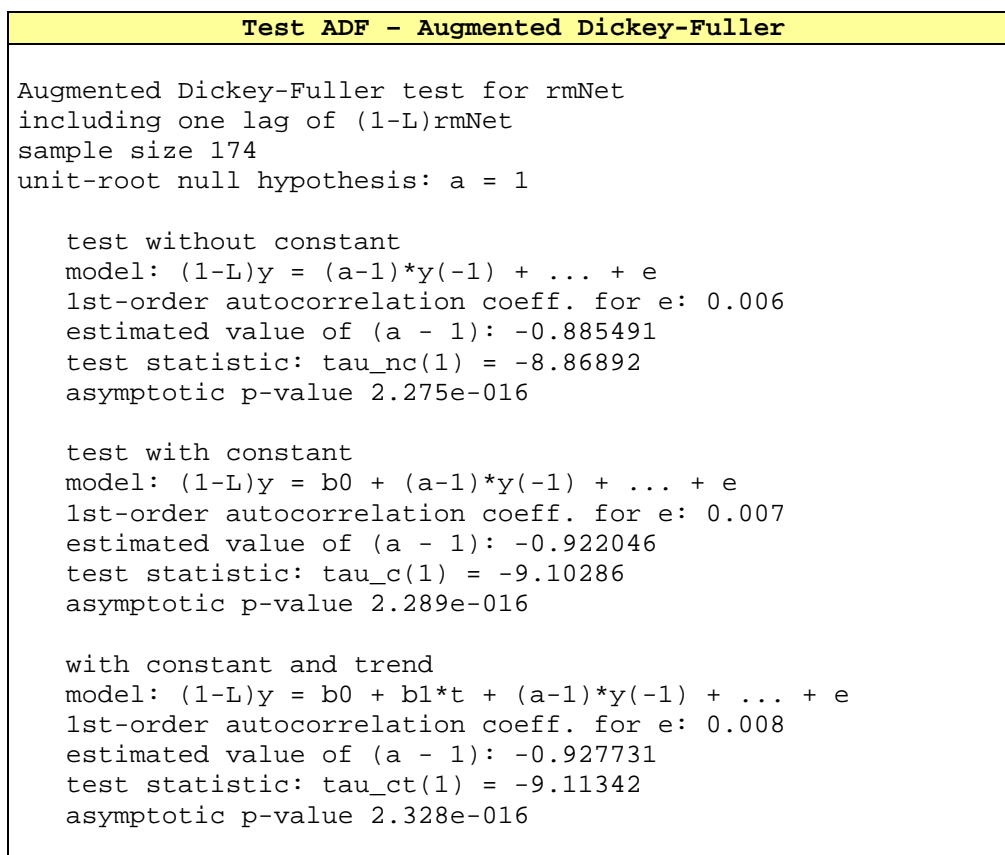 Test ADF – Augmented Dickey-Fuller
Augmented Dickey-Fuller test for rmNet
including one lag of (1-L)rmNet
sample size 174
unit-root null hypothesis: a = 1
test without constant
model: (1-L)y = (a-1)*y(-1) + ... + e
1st-order autocorrelation coeff. for e: 0.006
estimated value of (a - 1): -0.885491
test statistic: tau_nc(1) = -8.86892
asymptotic p-value 2.275e-016
test with constant
model: (1-L)y = b0 + (a-1)*y(-1) + ... + e
1st-order autocorrelation coeff. for e: 0.007
estimated value of (a - 1): -0.922046
test statistic: tau_c(1) = -9.10286
asymptotic p-value 2.289e-016
with constant and trend
model: (1-L)y = b0 + b1*t + (a-1)*y(-1) + ... + e
1st-order autocorrelation coeff. for e: 0.008
estimated value of (a - 1): -0.927731
test statistic: tau_ct(1) = -9.11342
asymptotic p-value 2.328e-016